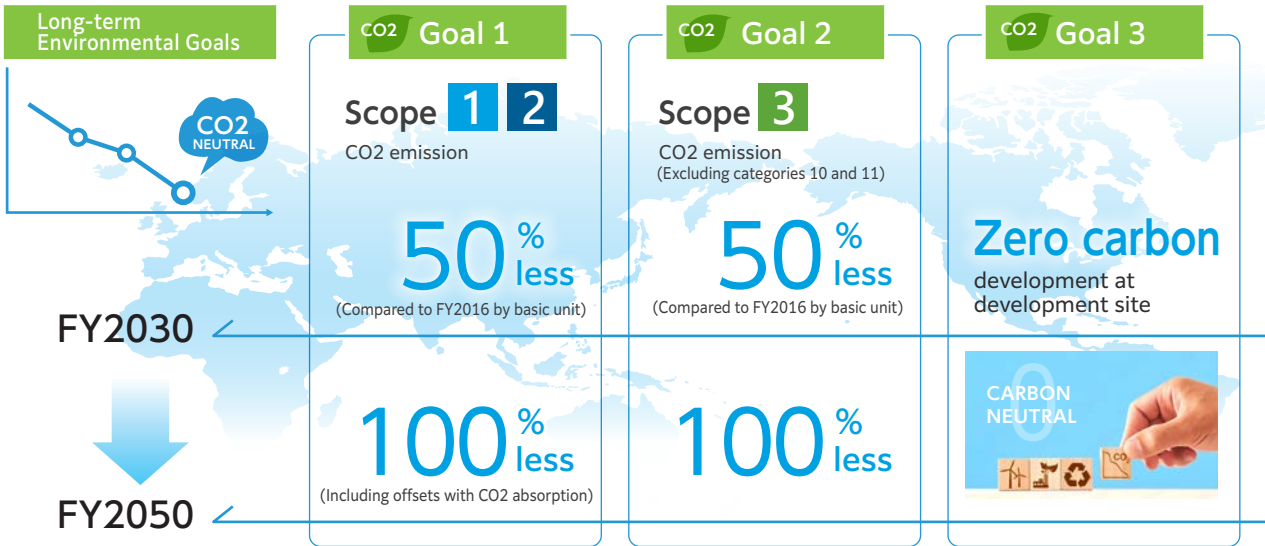 Long-term
Environmental Goals
CO2
NEUTRAL
CO2 Goal 1
Scope 1 2
CO2 emission
50 % less
(Compared to FY2016 by basic unit)
100 % less
(Including offsets with CO2 absorption)
CO2 Goal 2
Scope 3
CO2 emission
(Excluding categories 10 and 11)
50 % less
(Compared to FY2016 by basic unit)
100 % less
CO2 Goal 3
Zero carbon
development at
development site
0
CARBON
NEUTRAL
CO
FY2030
FY2050